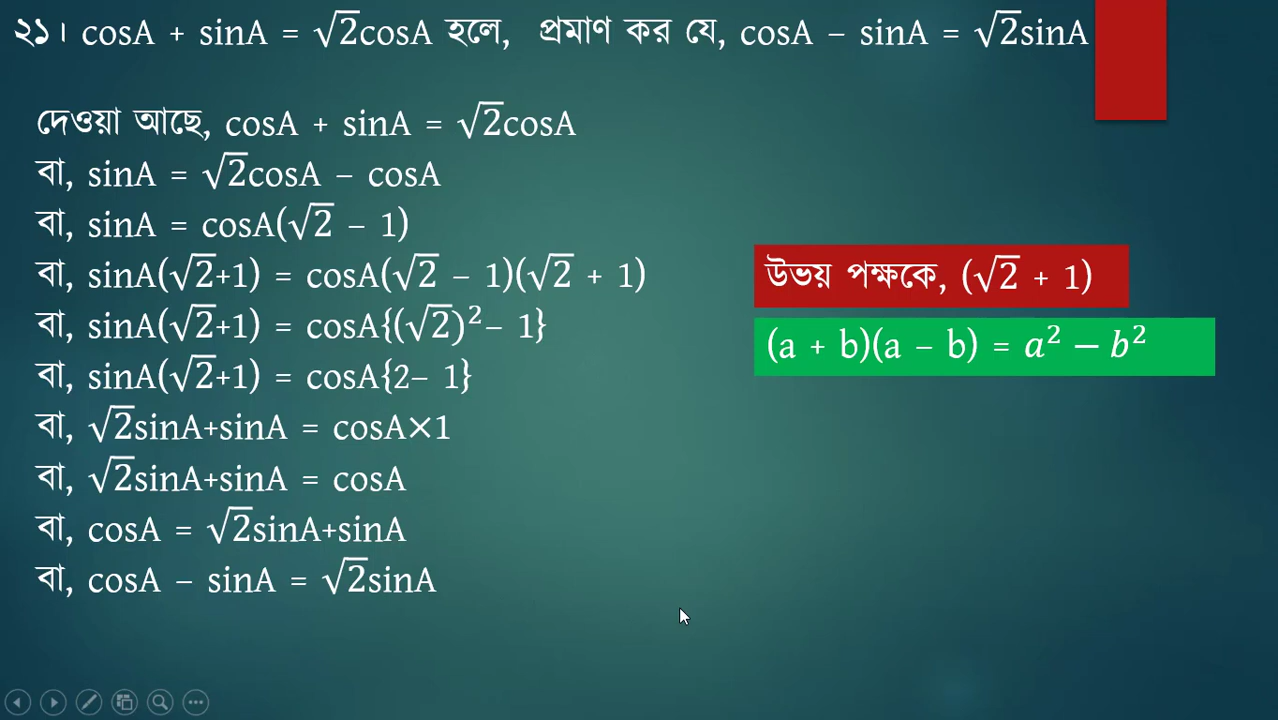 ২১। cosA + sinA = √2cosA হলে, প্রমাণ কর যে, cosA – sinA = √2sinA
দেওয়া আছে, cosA + sinA = √2cosA
বা, sinA = √2cosA – cosA
বা, sinA = cosA(√2 – 1)
বা, sinA(√2+1) = cosA(√2 – 1)(√2 + 1)
উভয় পক্ষকে, (√2 + 1)
বা, sinA(√2+1) = cosA{(√2)²– 1}
(a + b)(a – b) = a² − b²
বা, sinA(√2+1) = cosA{2– 1}
বা, √2sinA+sinA = cosA×1
বা, √2sinA+sinA = cosA
বা, cosA = √2sinA+sinA
বা, cosA – sinA = √2sinA